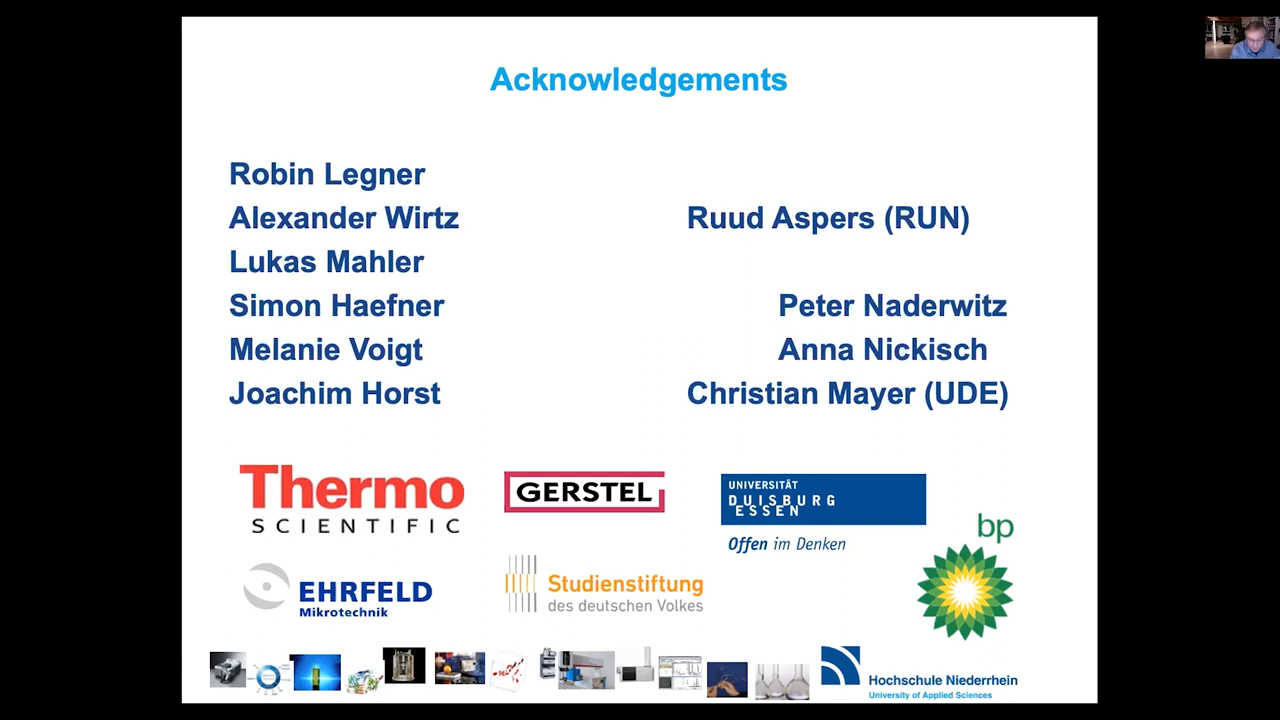 Acknowledgements
Robin Legner
Alexander Wirtz
Lukas Mahler
Simon Haefner
Melanie Voigt
Joachim Horst
Ruud Aspers (RUN)
Peter Naderwitz
Anna Nickisch
Christian Mayer (UDE)
Thermo
SCIENTIFIC
GERSTEL
UNIVERSITÄT
DUISBURG
ESSEN
Offen im Denken
bp
EHRFELD
Mikrotechnik
Studienstiftung
des deutschen Volkes
Hochschule Niederrhein
University of Applied Sciences